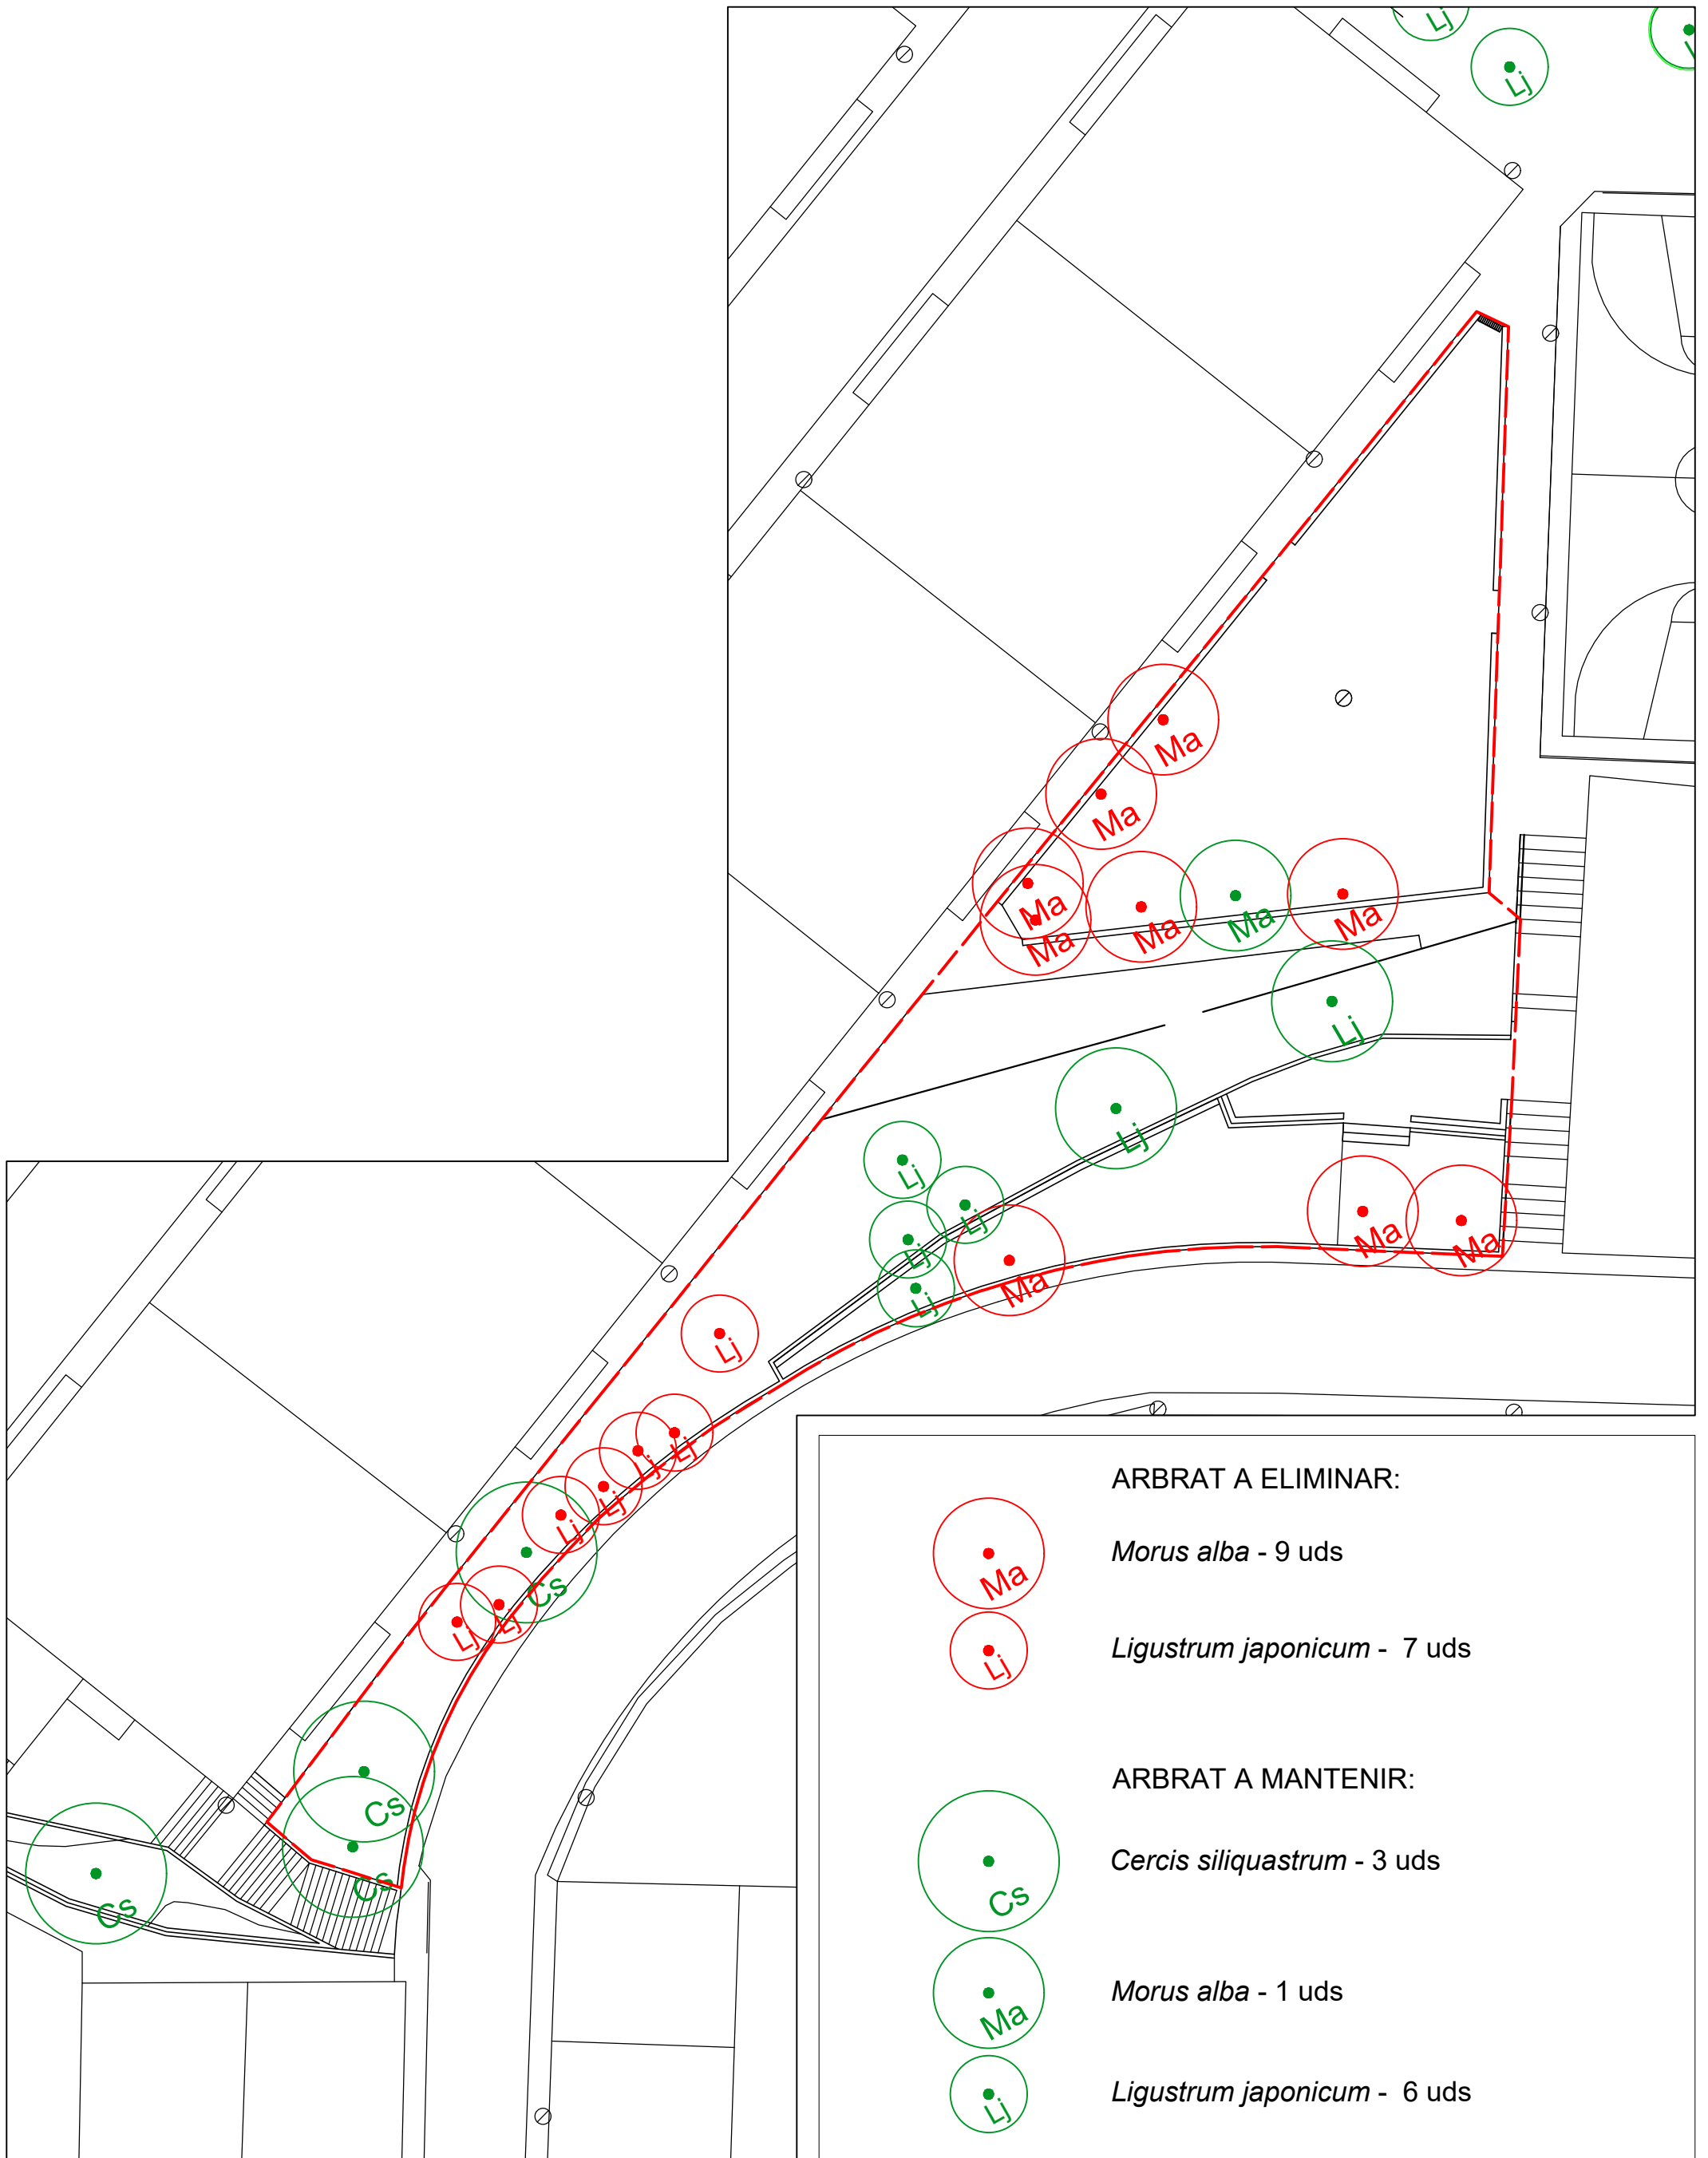 Lj
Lj
Ma
Ma
Ma
Ma
Ma
Ma
Ma
Lj
Lj
Lj
Lj
Lj
Lj
Ma
Ma
Ma
Lj
Lj
Lj
Lj
Lj
Cs
Lj
Lj
Cs
Cs
Cs
ARBRAT A ELIMINAR:
Ma
Morus alba - 9 uds
Lj
Ligustrum japonicum - 7 uds
ARBRAT A MANTENIR:
Cs
Cercis siliquastrum - 3 uds
Ma
Morus alba - 1 uds
Lj
Ligustrum japonicum - 6 uds